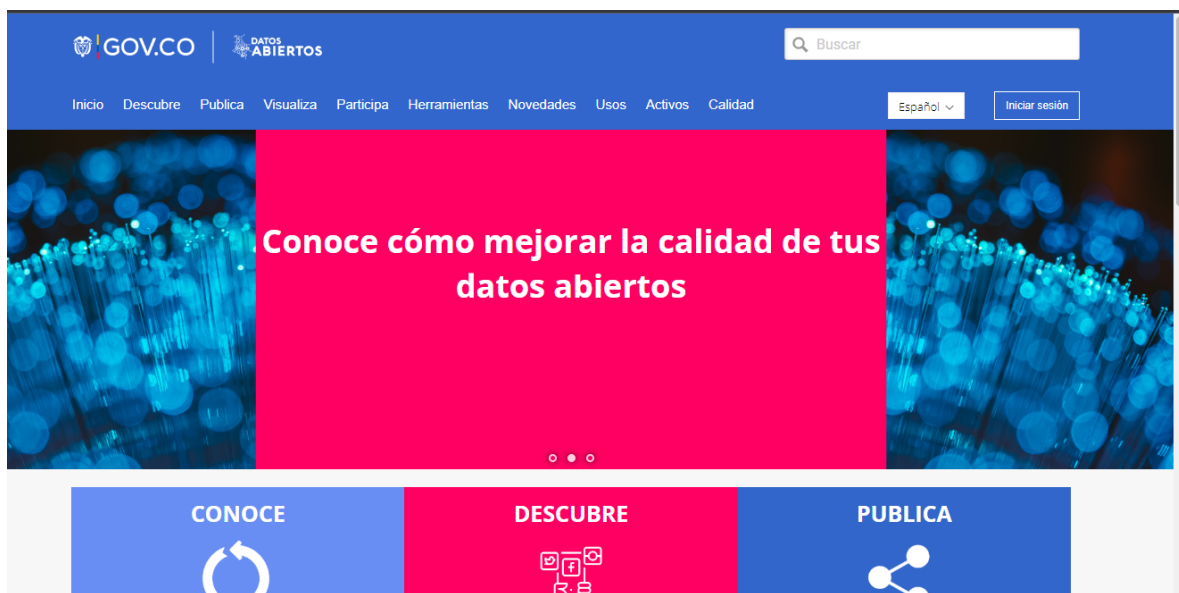 GOV.CO
DATOS
ABIERTOS
Buscar
Inicio Descubre Publica Visualiza Participa Herramientas Novedades Usos Activos Calidad
Español
Iniciar sesión
Conoce cómo mejorar la calidad de tus
datos abiertos
CONOCE
DESCUBRE
PUBLICA